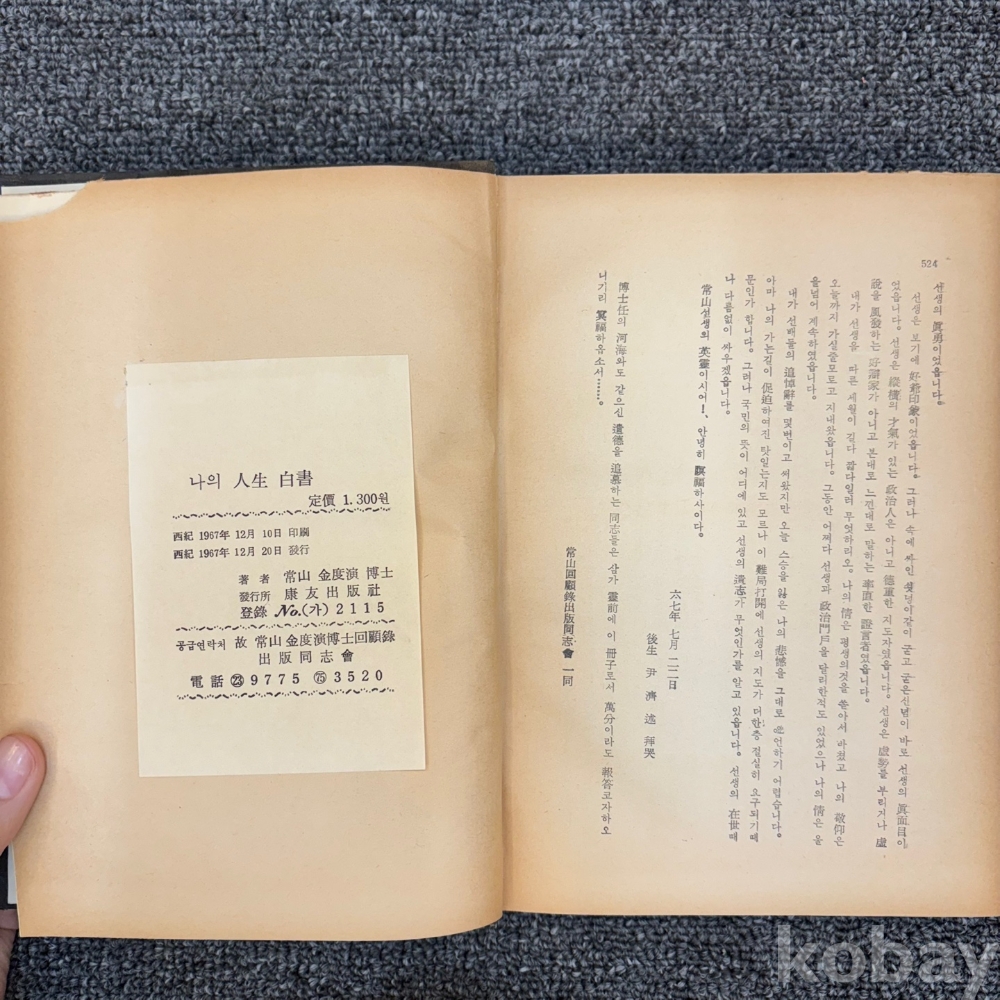 나의 人生 白書
定價 1.300원
西紀 1967年 12月 10日 印刷
西紀 1967年 12月 20日 發行
著者 常山 金度演 博士
發行所 康友出版社
登錄 No.(가) 2115
공급연락처 故 常山 金度演博士回顧錄
出版同志會
電話 ㉓ 9775 ㊆ 3520
534
선생의 眞勇이었읍니다.
선생은 보기에 好爺印象이었읍니다. 그러나 속에 싸인 쇳덩이같이 굳고 굳은신념이 바로 선생의 眞面目이
였읍니다. 선생은 縱橫의 才氣가 있는 政治人은 아니고 德重한 지도자였읍니다. 선생은 虛勢를 부리거나 虛
說을 風發하는 好辯家가 아니고 본대로 느낀대로 말하는 率直한 證言者였읍니다.
내가 선생을 따른 세월이 길다 짧다일러 무엇하리오. 나의 情은 평생의것을 쏟아서 바쳤고 나의 敬仰은
오늘까지 가실줄모르고 지내왔읍니다. 그동안 어쩌다 선생과 政治門戶를 달리한적도 있었으나 나의 情은 울
을넘어 계속하였읍니다.
내가 선배들의 追悼辭를 몇번이고 써왔지만 오늘 스승을 잃은 나의 悲憾을 그대로 번하기 어렵습니다.
아마 나의 가는길이 促迫하여진 탓일는지도 모르나 이 難局打開에 선생의 지도가 더한층 절실히 요구되기때
문인가 합니다. 그러나 국민의 뜻이 어디에 있고 선생의 遺志가 무엇인가를 알고 있읍니다. 선생의 在世때
나 다름없이 싸우겠읍니다.
常山선생의 英靈이시여!, 안녕히 冥福하사이다.
六七年 七月 二二日
後生 尹濟述 拜哭
博士任의 河海와도 같으신 遺德을 追慕하는 同志들은 삼가 靈前에 이 冊子로서 萬分이라도 報答코자하오
니기리 冥福하옵소서……。
常山回顧錄出版同志會 一同
kobay